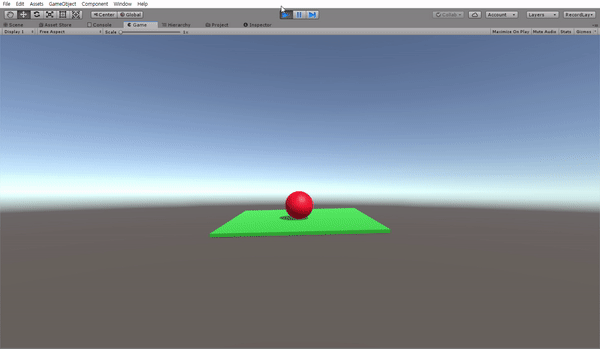 File Edit Assets GameObject Component Window Help
Center Global Collab Account Layers RecordLay
Scene Asset Store Console Game Hierarchy Project Inspector
Display 1 Free Aspect Scale 1x Maximize On Play Mute Audio Stats Gizmos